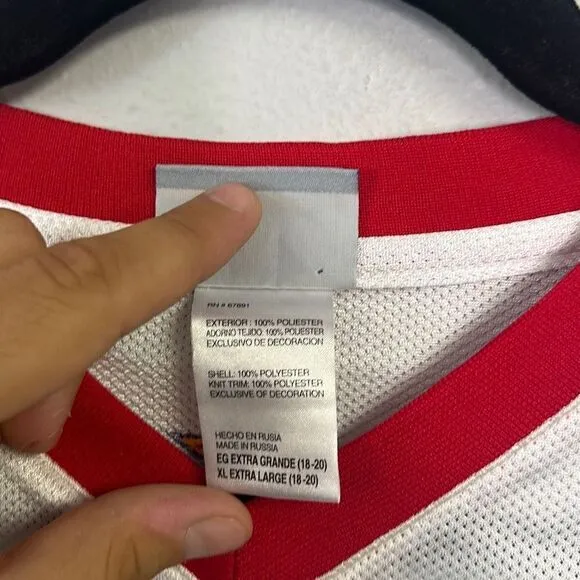 RN # 67891
EXTERIOR : 100% POLIESTER
ADORNO TEJIDO: 100% POLIESTER
EXCLUSIVO DE DECORACION
SHELL: 100% POLYESTER
KNIT TRIM: 100% POLYESTER
EXCLUSIVE OF DECORATION
HECHO EN RUSIA
MADE IN RUSSIA
EG EXTRA GRANDE (18-20)
XL EXTRA LARGE (18-20)